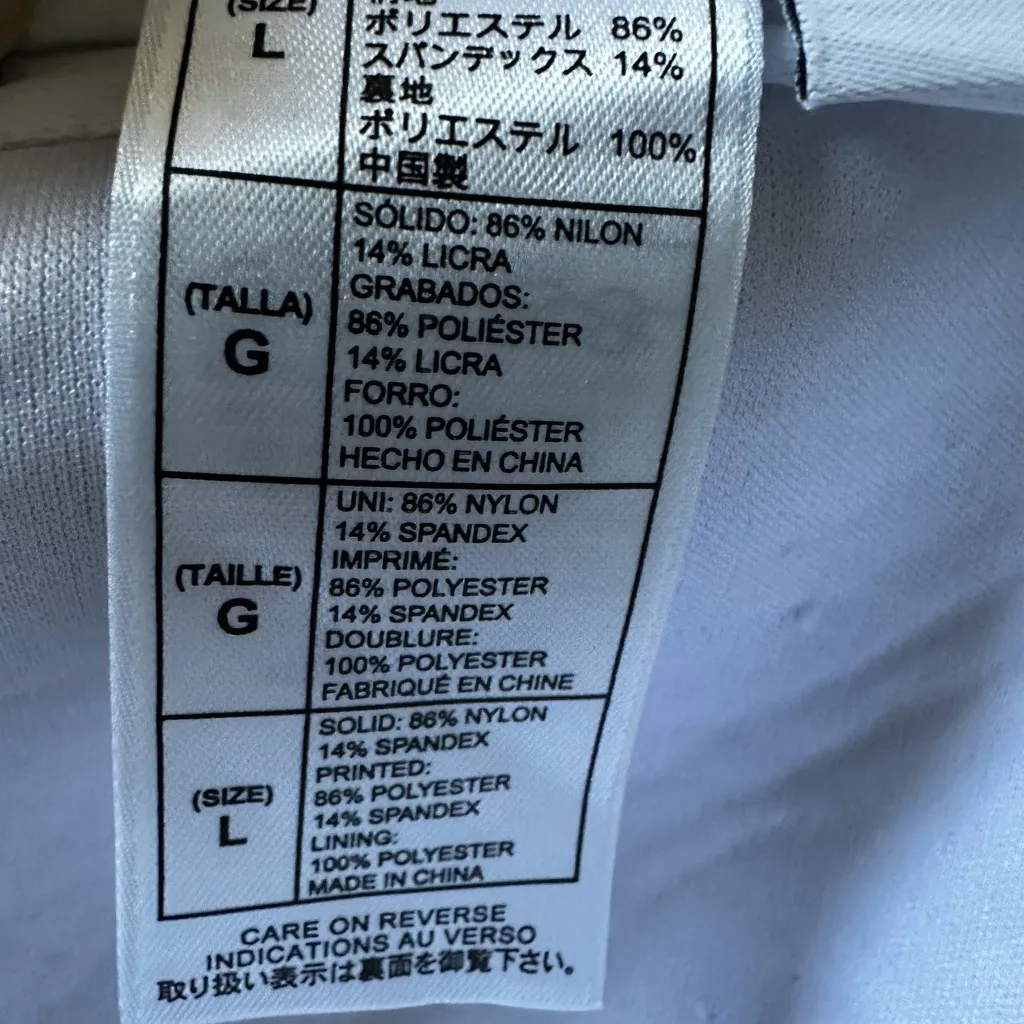 (SIZE)
L
ポリエステル 86%
スパンデックス 14%
裏地
ポリエステル 100%
中国製
(TALLA)
G
SÓLIDO: 86% NILON
14% LICRA
GRABADOS:
86% POLIÉSTER
14% LICRA
FORRO:
100% POLIÉSTER
HECHO EN CHINA
(TAILLE)
G
UNI: 86% NYLON
14% SPANDEX
IMPRIMÉ:
86% POLYESTER
14% SPANDEX
DOUBLURE:
100% POLYESTER
FABRIQUÉ EN CHINE
(SIZE)
L
SOLID: 86% NYLON
14% SPANDEX
PRINTED:
86% POLYESTER
14% SPANDEX
LINING:
100% POLYESTER
MADE IN CHINA
CARE ON REVERSE
INDICATIONS AU VERSO
取り扱い表示は裏面を御覧下さい。